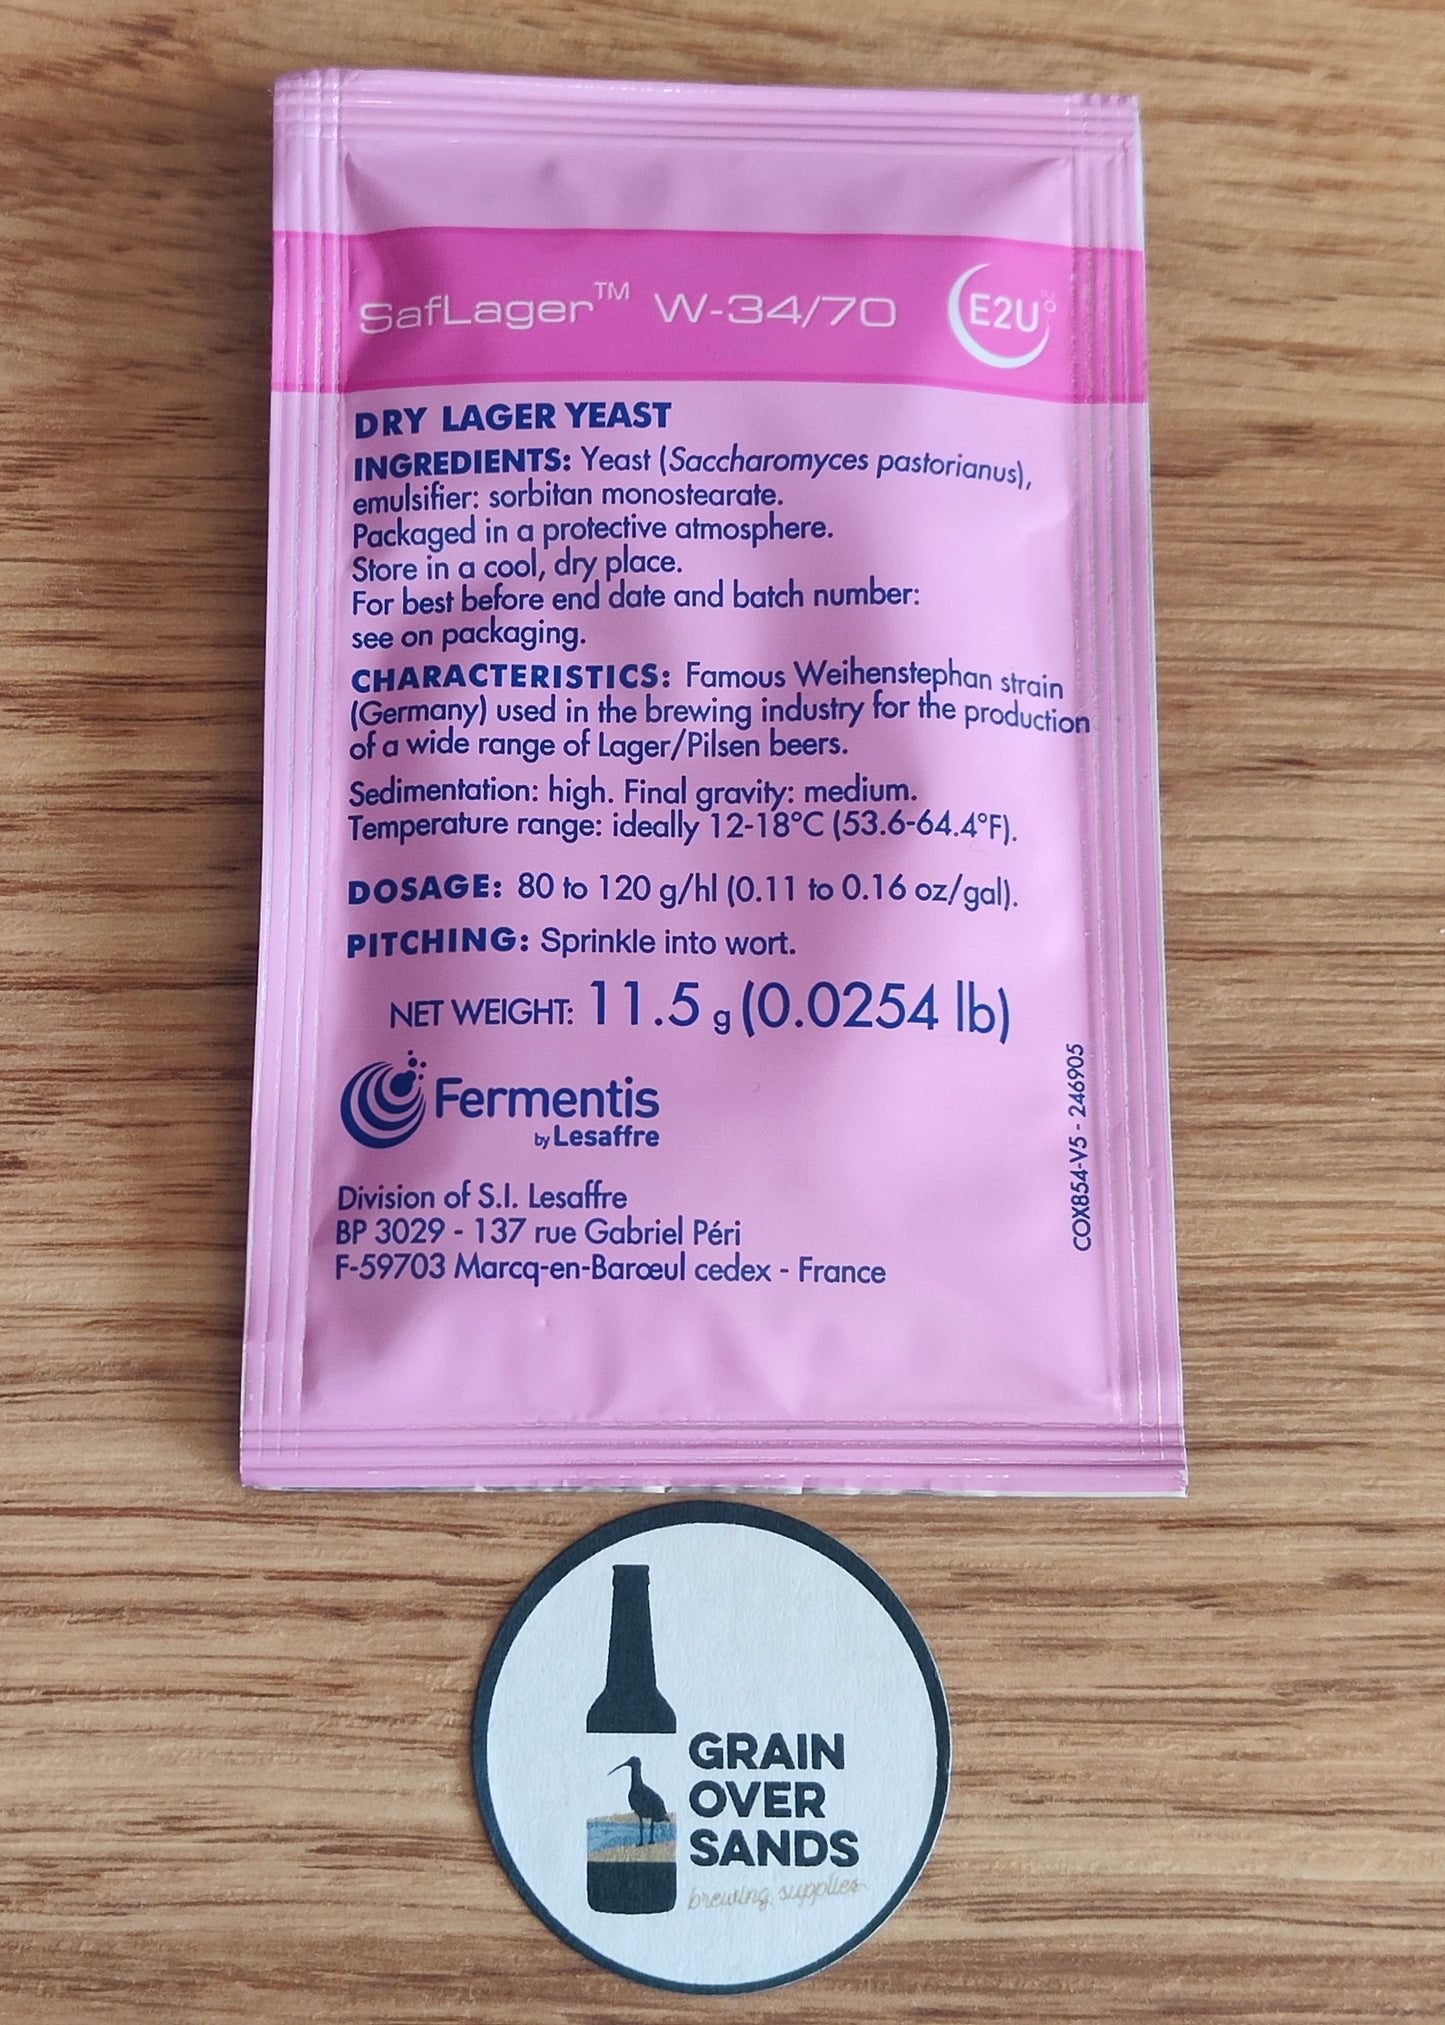 SafLager™ W-34/70
E2U
DRY LAGER YEAST
INGREDIENTS: Yeast (Saccharomyces pastorianus),
emulsifier: sorbitan monostearate.
Packaged in a protective atmosphere.
Store in a cool, dry place.
For best before end date and batch number:
see on packaging.
CHARACTERISTICS: Famous Weihenstephan strain
(Germany) used in the brewing industry for the production
of a wide range of Lager/Pilsen beers.
Sedimentation: high. Final gravity: medium.
Temperature range: ideally 12-18°C (53.6-64.4°F).
DOSAGE: 80 to 120 g/hl (0.11 to 0.16 oz/gal).
PITCHING: Sprinkle into wort.
NET WEIGHT: 11.5 g (0.0254 lb)
Fermentis
by Lesaffre
Division of S.I. Lesaffre
BP 3029 - 137 rue Gabriel Péri
F-59703 Marcq-en-Barœul cedex - France
COX854-V5 - 246905
GRAIN
OVER
SANDS
brewing supplies